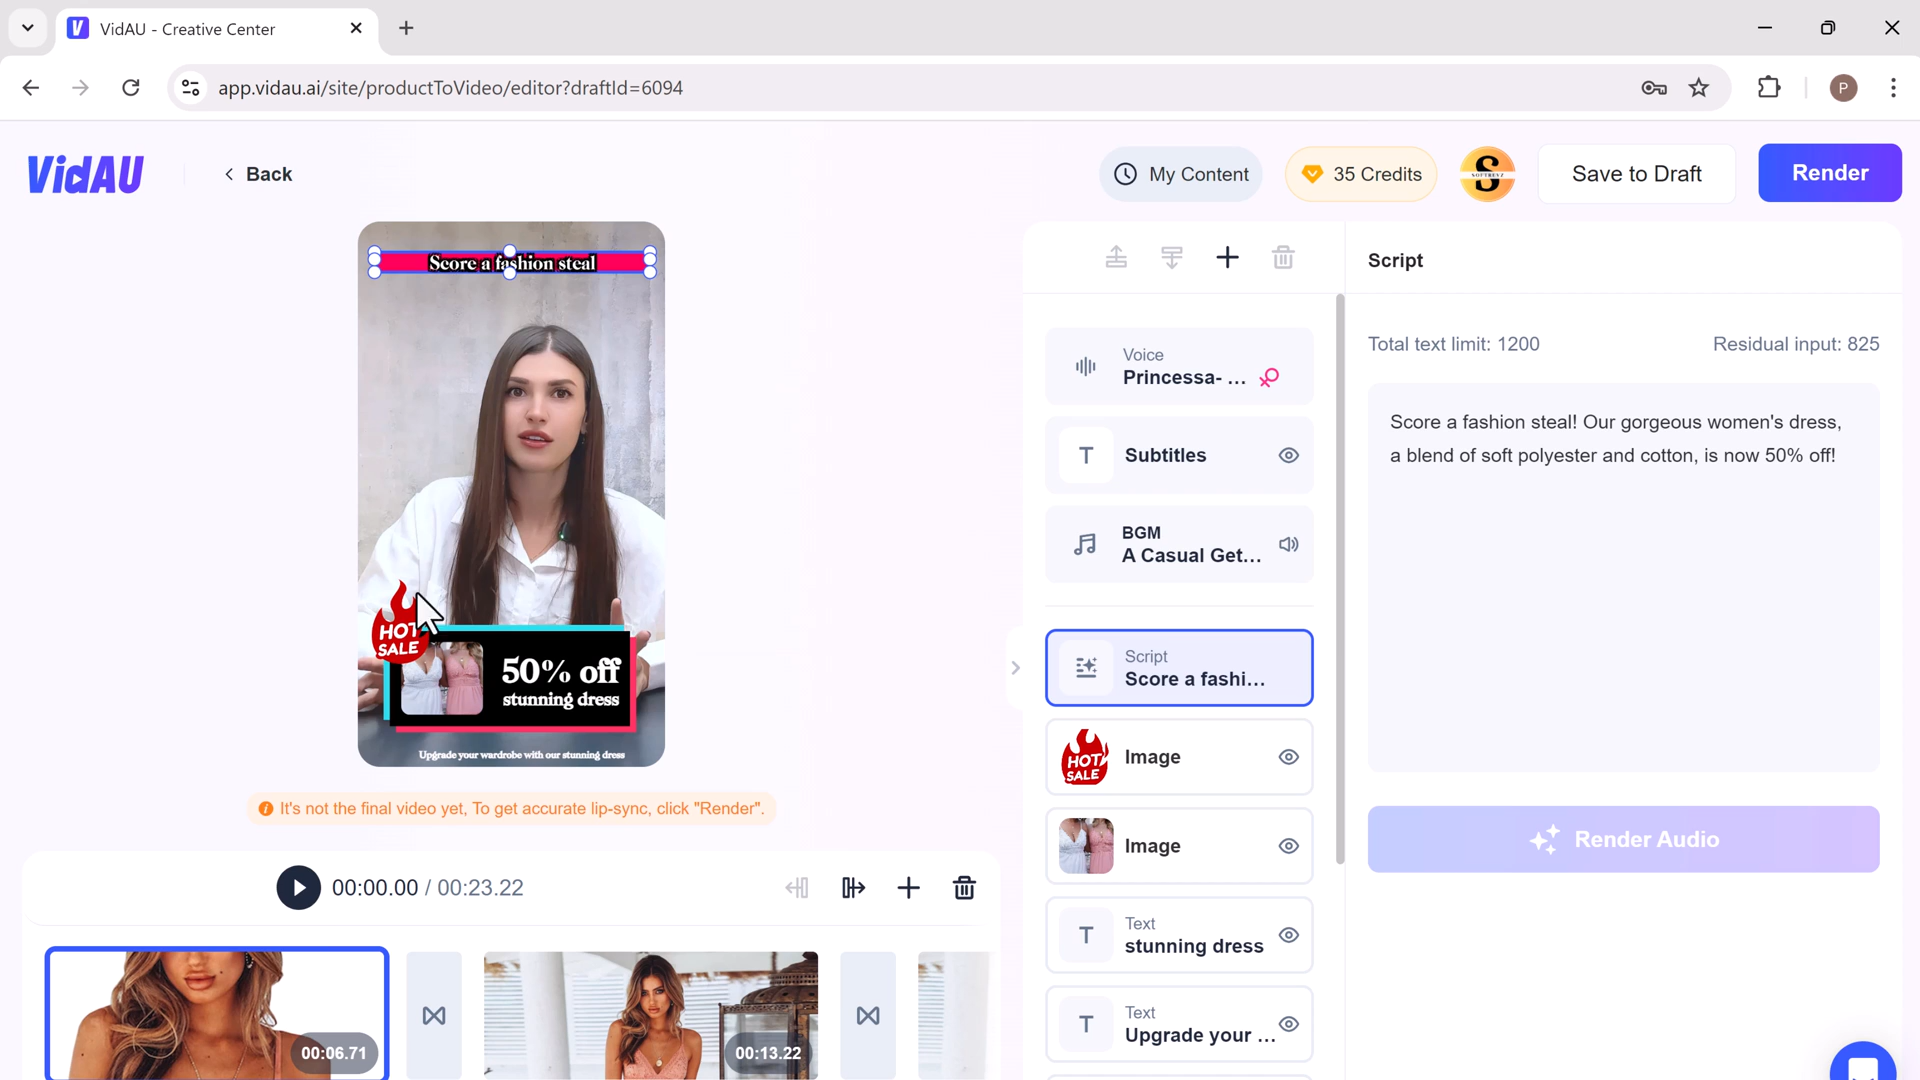 VidAU - Creative Center
app.vidau.ai/site/productToVideo/editor?draftId=6094
P
VidAU
Back
My Content
35 Credits
S
SOFTREVZ
Save to Draft
Render
Score a fashion steal
HOT
SALE
50% off
stunning dress
Upgrade your wardrobe with our stunning dress
It's not the final video yet, To get accurate lip-sync, click "Render".
00:00.00 / 00:23.22
00:06.71
00:13.22
Voice
Princessa- ...
T
Subtitles
BGM
A Casual Get...
Script
Score a fashi...
HOT
SALE
Image
Image
T
Text
stunning dress
T
Text
Upgrade your ...
Script
Total text limit: 1200
Residual input: 825
Score a fashion steal! Our gorgeous women's dress,
a blend of soft polyester and cotton, is now 50% off!
Render Audio